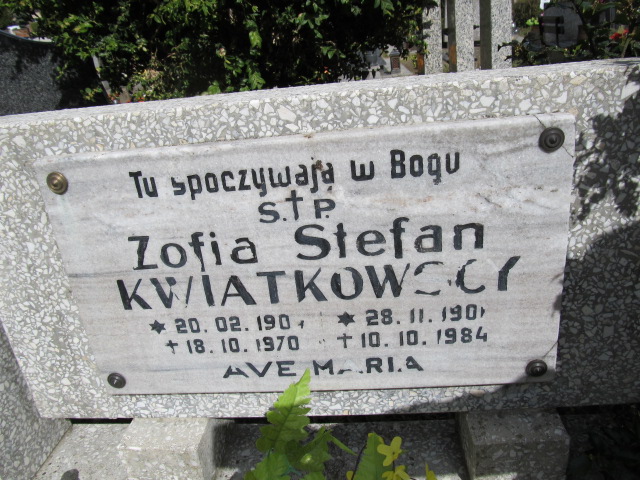 Tu spoczywają w Bogu
S.†P.
Zofia Stefan
KWIATKOWSCY
* 20. 02. * 28. 11. 1901
† 18. 10. 1970 † 10. 10. 1984
AVE MARIA